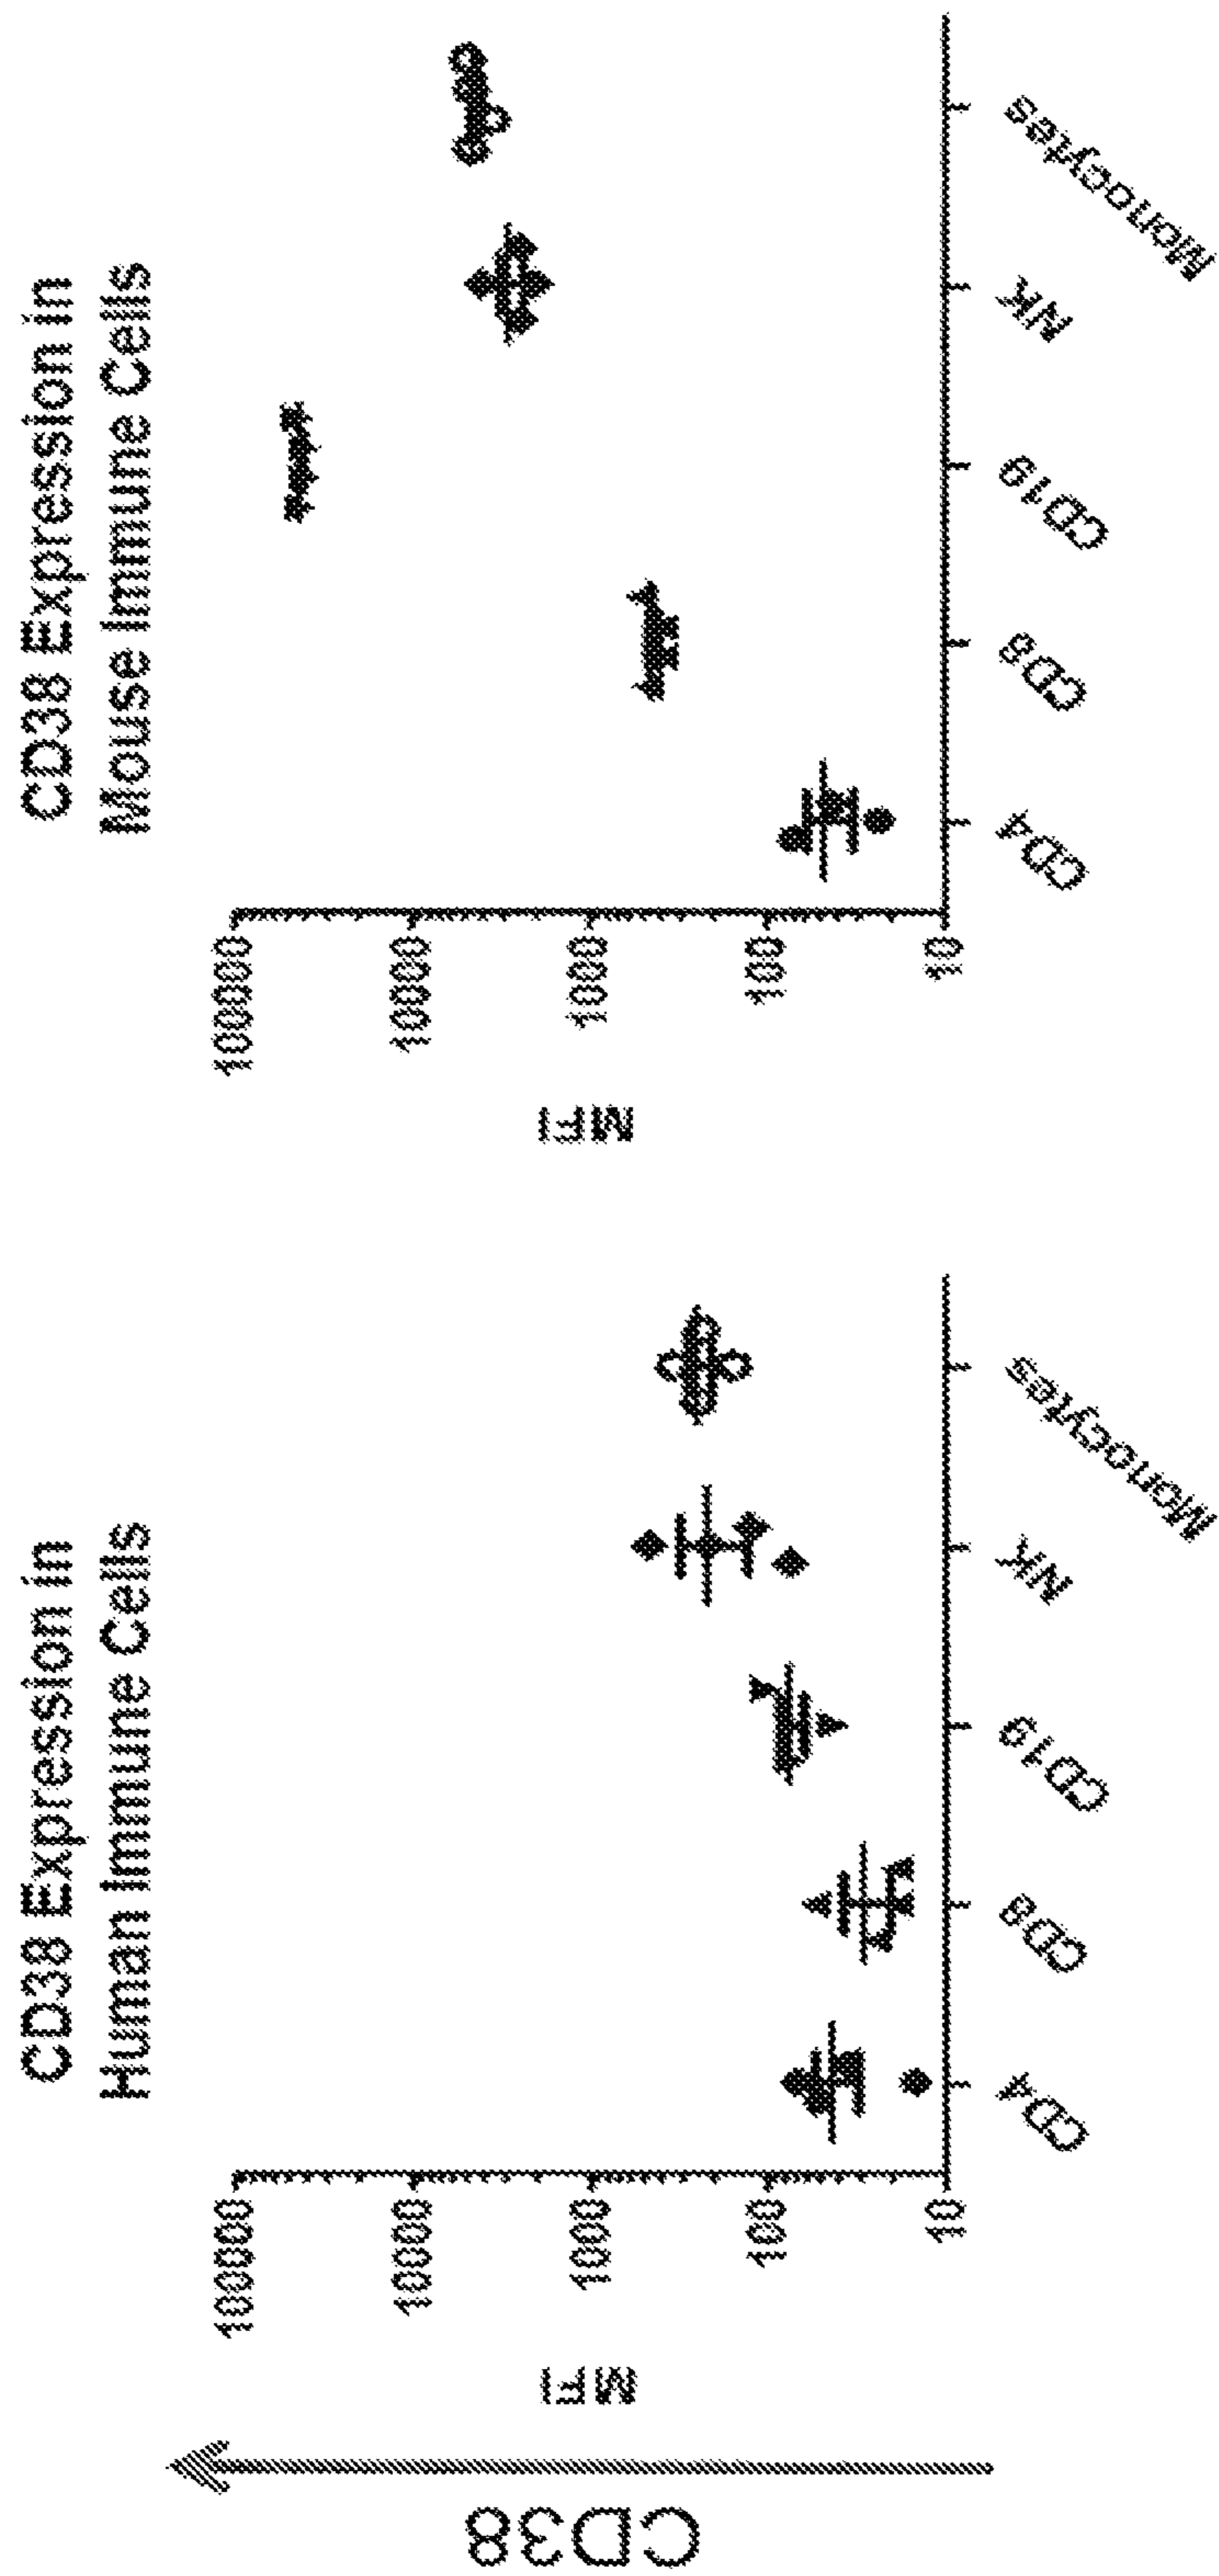 CD38
CD38 Expression in
Human Immune Cells
MFI
100000
10000
1000
100
10
CD4
CD8
CD19
NK
Monocytes
CD38 Expression in
Mouse Immune Cells
MFI
100000
10000
1000
100
10
CD4
CD8
CD19
NK
Monocytes